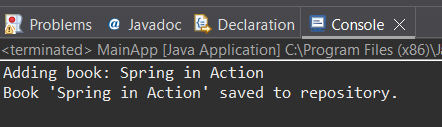 Problems @ Javadoc Declaration Console ×
<terminated> MainApp [Java Application] C:\Program Files (x86)\J
Adding book: Spring in Action
Book 'Spring in Action' saved to repository.